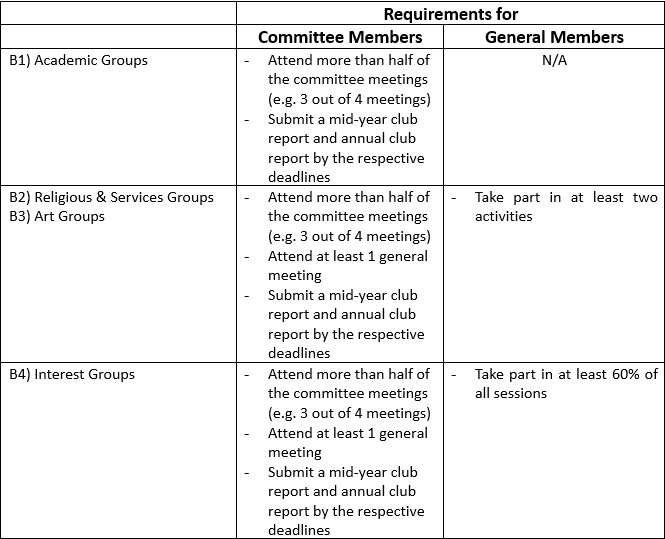 Requirements for
Committee Members
General Members
B1) Academic Groups
- Attend more than half of
the committee meetings
(e.g. 3 out of 4 meetings)
- Submit a mid-year club
report and annual club
report by the respective
deadlines
N/A
B2) Religious & Services Groups
B3) Art Groups
- Attend more than half of
the committee meetings
(e.g. 3 out of 4 meetings)
- Attend at least 1 general
meeting
- Submit a mid-year club
report and annual club
report by the respective
deadlines
- Take part in at least two
activities
B4) Interest Groups
- Attend more than half of
the committee meetings
(e.g. 3 out of 4 meetings)
- Attend at least 1 general
meeting
- Submit a mid-year club
report and annual club
report by the respective
deadlines
- Take part in at least 60% of
all sessions